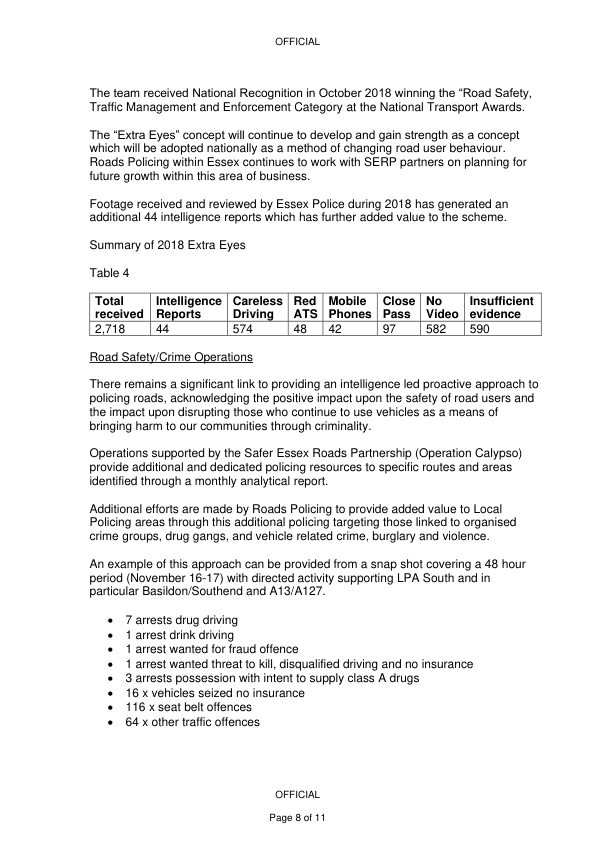 OFFICIAL
The team received National Recognition in October 2018 winning the “Road Safety,
Traffic Management and Enforcement Category at the National Transport Awards.
The “Extra Eyes” concept will continue to develop and gain strength as a concept
which will be adopted nationally as a method of changing road user behaviour.
Roads Policing within Essex continues to work with SERP partners on planning for
future growth within this area of business.
Footage received and reviewed by Essex Police during 2018 has generated an
additional 44 intelligence reports which has further added value to the scheme.
Summary of 2018 Extra Eyes
Table 4
Total received | Intelligence Reports | Careless Driving | Red ATS | Mobile Phones | Close Pass | No Video | Insufficient evidence
2,718 | 44 | 574 | 48 | 42 | 97 | 582 | 590
Road Safety/Crime Operations
There remains a significant link to providing an intelligence led proactive approach to
policing roads, acknowledging the positive impact upon the safety of road users and
the impact upon disrupting those who continue to use vehicles as a means of
bringing harm to our communities through criminality.
Operations supported by the Safer Essex Roads Partnership (Operation Calypso)
provide additional and dedicated policing resources to specific routes and areas
identified through a monthly analytical report.
Additional efforts are made by Roads Policing to provide added value to Local
Policing areas through this additional policing targeting those linked to organised
crime groups, drug gangs, and vehicle related crime, burglary and violence.
An example of this approach can be provided from a snap shot covering a 48 hour
period (November 16-17) with directed activity supporting LPA South and in
particular Basildon/Southend and A13/A127.
• 7 arrests drug driving
• 1 arrest drink driving
• 1 arrest wanted for fraud offence
• 1 arrest wanted threat to kill, disqualified driving and no insurance
• 3 arrests possession with intent to supply class A drugs
• 16 x vehicles seized no insurance
• 116 x seat belt offences
• 64 x other traffic offences
OFFICIAL
Page 8 of 11